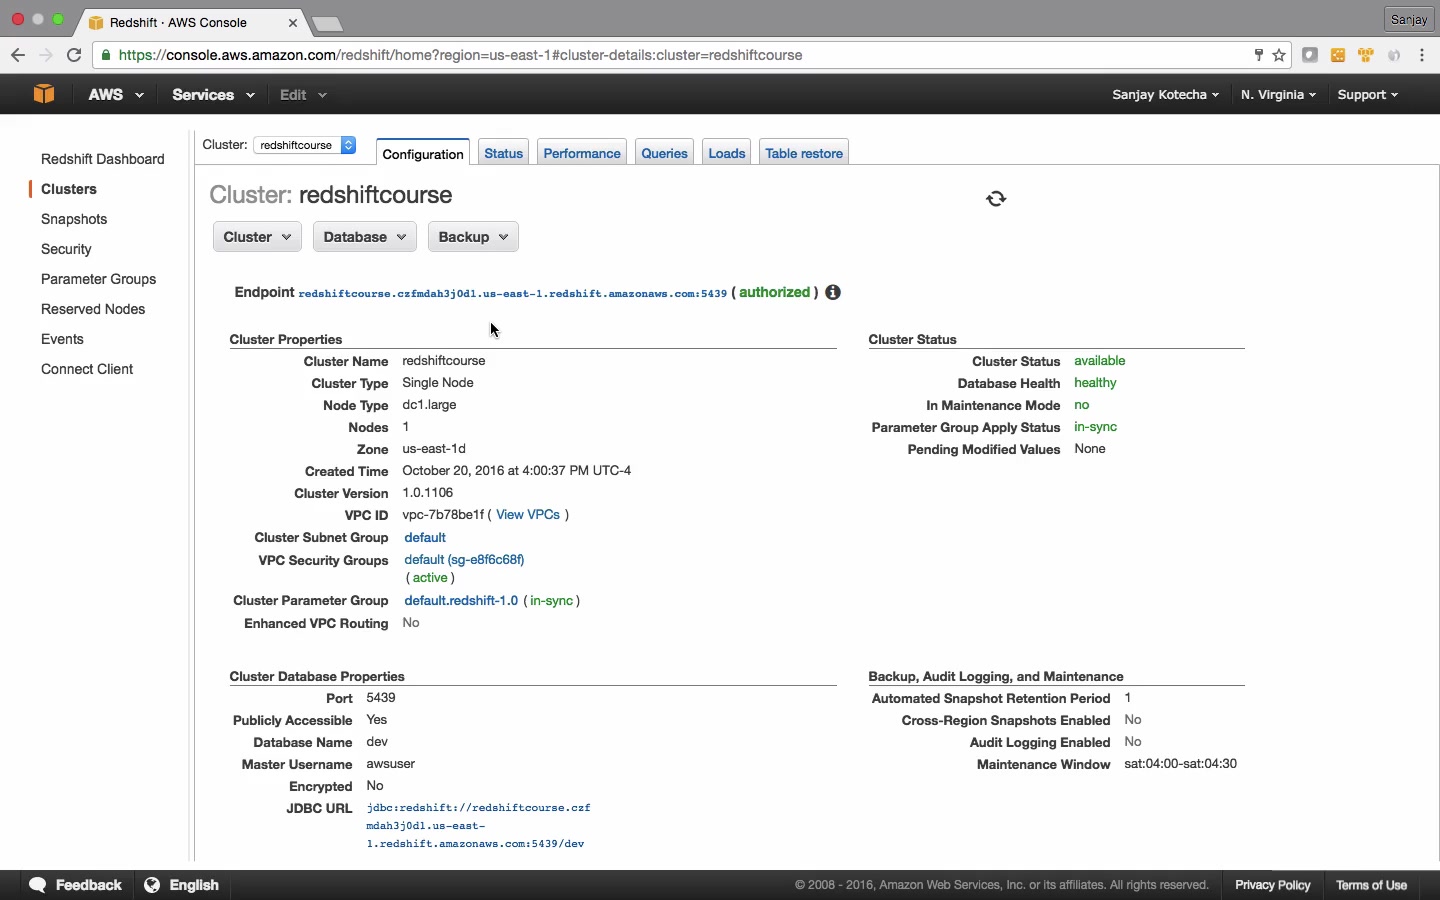 Redshift · AWS Console
Sanjay
https://console.aws.amazon.com/redshift/home?region=us-east-1#cluster-details:cluster=redshiftcourse
AWS Services Edit Sanjay Kotecha N. Virginia Support
Redshift Dashboard
Clusters
Snapshots
Security
Parameter Groups
Reserved Nodes
Events
Connect Client
Cluster: redshiftcourse Configuration Status Performance Queries Loads Table restore
Cluster: redshiftcourse
Cluster Database Backup
Endpoint redshiftcourse.czfmdah3j0d1.us-east-1.redshift.amazonaws.com:5439 ( authorized )
Cluster Properties
Cluster Name redshiftcourse
Cluster Type Single Node
Node Type dc1.large
Nodes 1
Zone us-east-1d
Created Time October 20, 2016 at 4:00:37 PM UTC-4
Cluster Version 1.0.1106
VPC ID vpc-7b78be1f ( View VPCs )
Cluster Subnet Group default
VPC Security Groups default (sg-e8f6c68f)
( active )
Cluster Parameter Group default.redshift-1.0 ( in-sync )
Enhanced VPC Routing No
Cluster Status
Cluster Status available
Database Health healthy
In Maintenance Mode no
Parameter Group Apply Status in-sync
Pending Modified Values None
Cluster Database Properties
Port 5439
Publicly Accessible Yes
Database Name dev
Master Username awsuser
Encrypted No
JDBC URL jdbc:redshift://redshiftcourse.czf
mdah3j0d1.us-east-
1.redshift.amazonaws.com:5439/dev
Backup, Audit Logging, and Maintenance
Automated Snapshot Retention Period 1
Cross-Region Snapshots Enabled No
Audit Logging Enabled No
Maintenance Window sat:04:00-sat:04:30
Feedback English © 2008 - 2016, Amazon Web Services, Inc. or its affiliates. All rights reserved. Privacy Policy Terms of Use